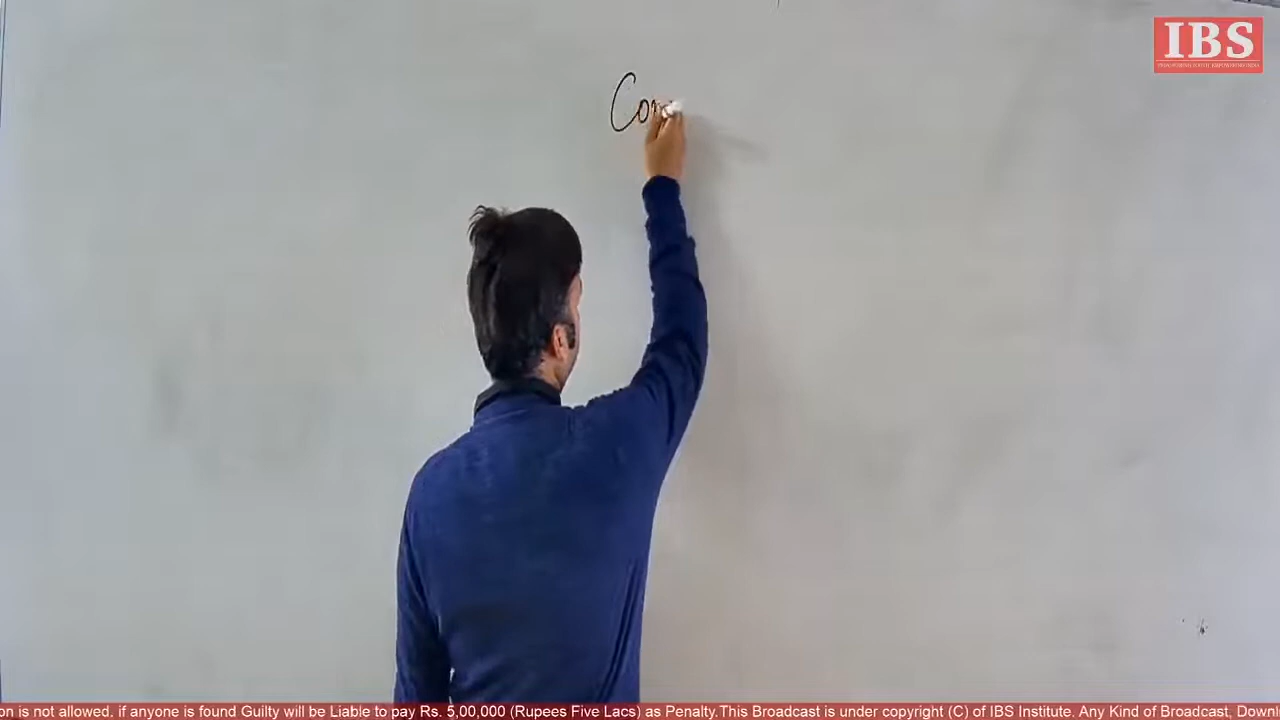 IBS
Com
on is not allowed, if anyone is found Guilty will be Liable to pay Rs. 5,00,000 (Rupees Five Lacs) as Penalty.This Broadcast is under copyright (C) of IBS Institute. Any Kind of Broadcast, Downl